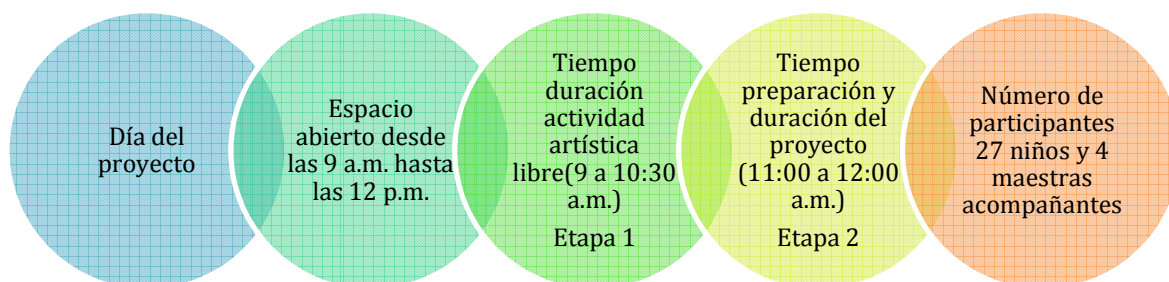 Día del
proyecto
Espacio
abierto desde
las 9 a.m. hasta
las 12 p.m.
Tiempo
duración
actividad
artística
libre(9 a 10:30
a.m.)
Etapa 1
Tiempo
preparación y
duración del
proyecto
(11:00 a 12:00
a.m.)
Etapa 2
Número de
participantes
27 niños y 4
maestras
acompañantes